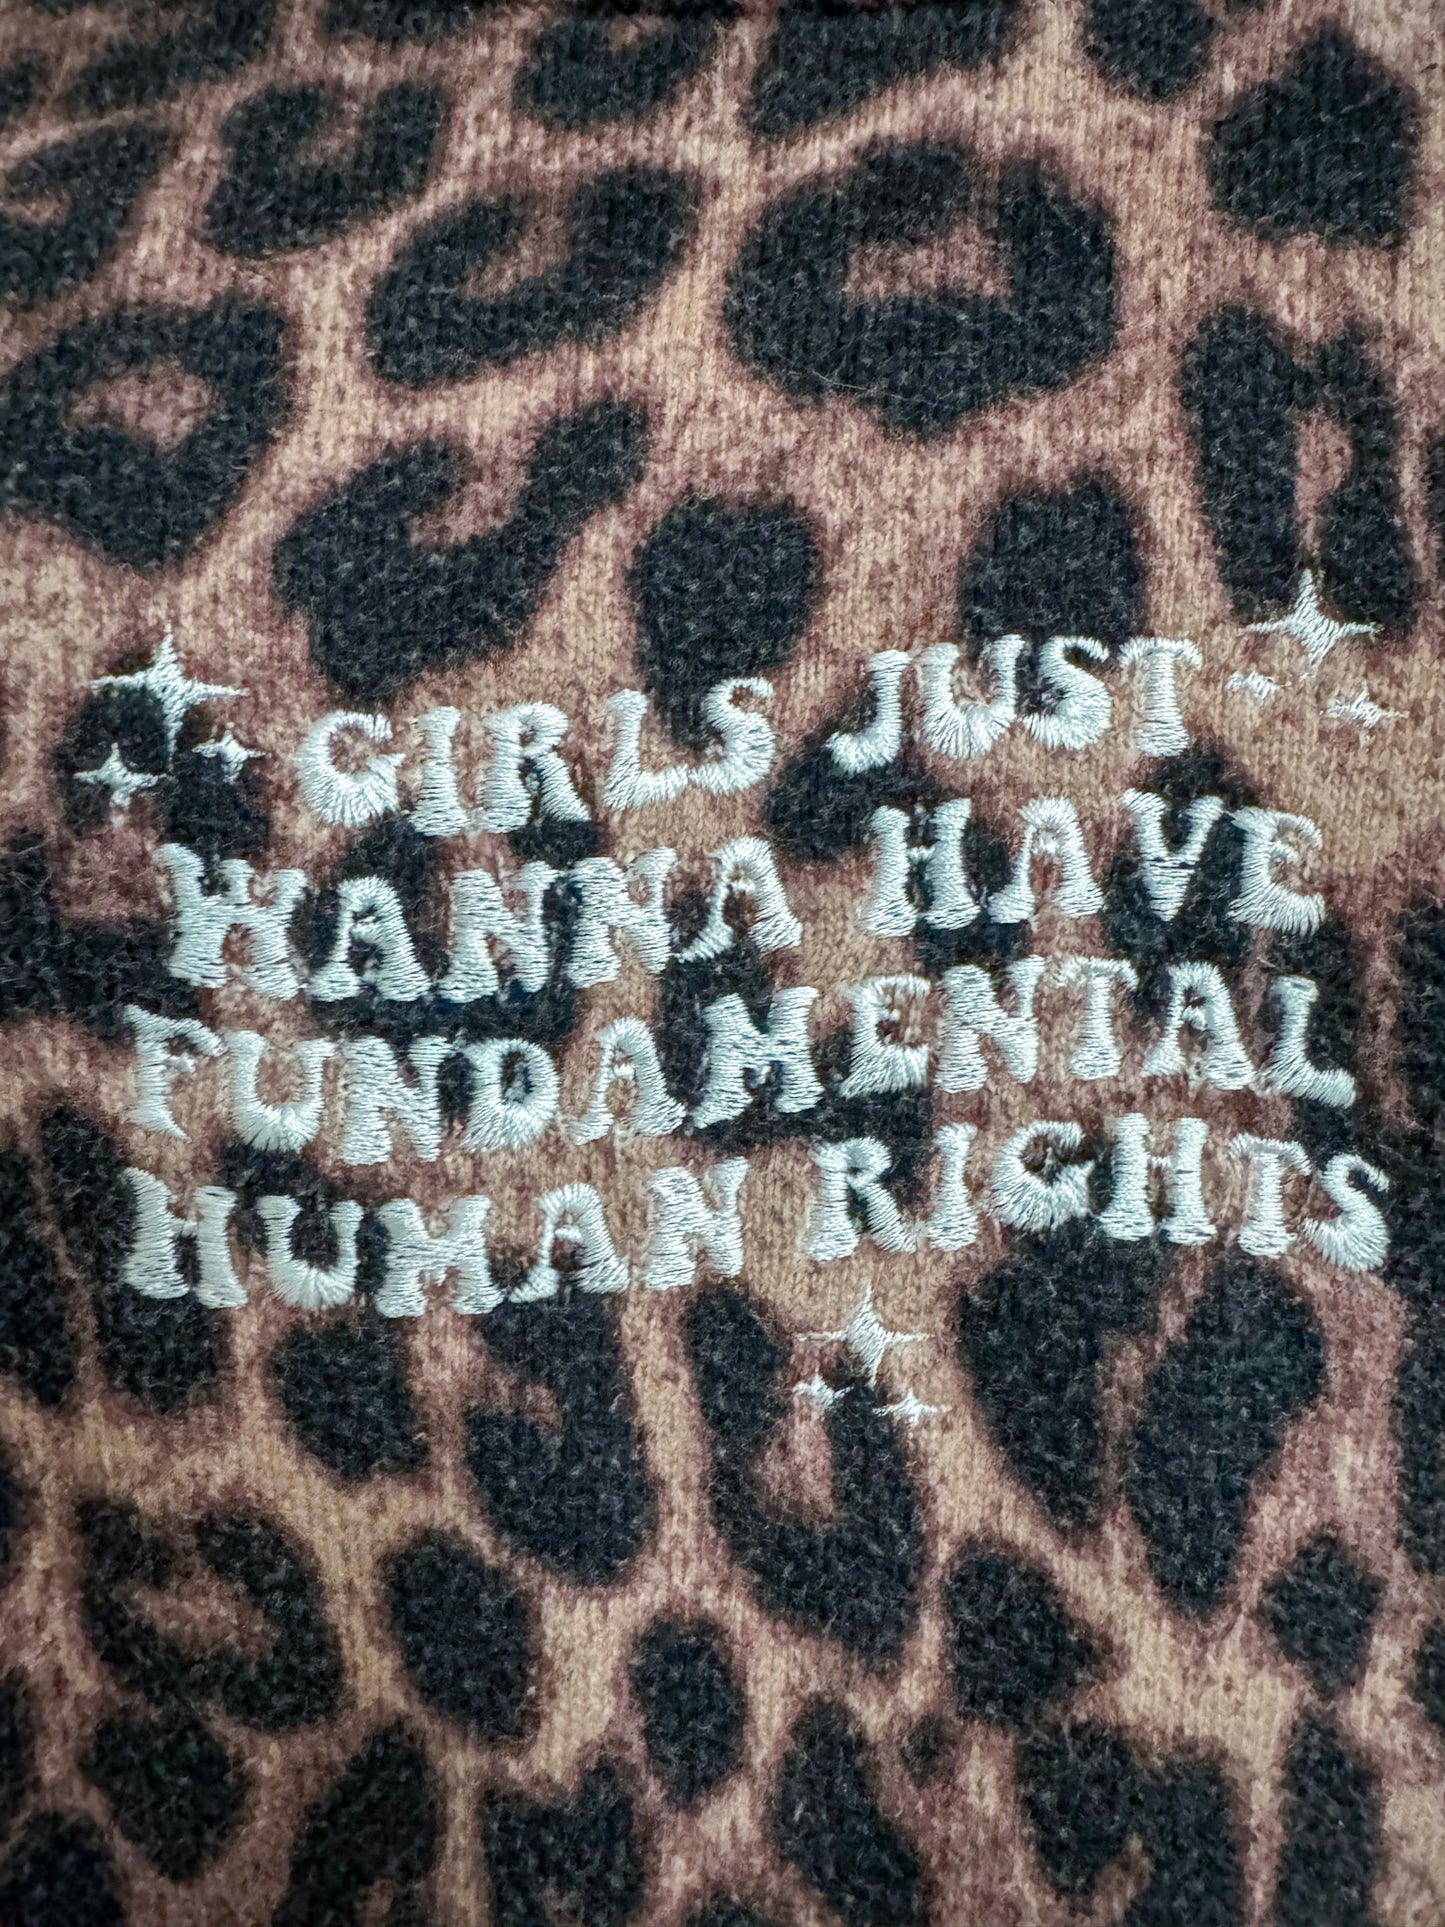 GIRLS JUST
WANNA HAVE
FUNDAMENTAL
HUMAN RIGHTS